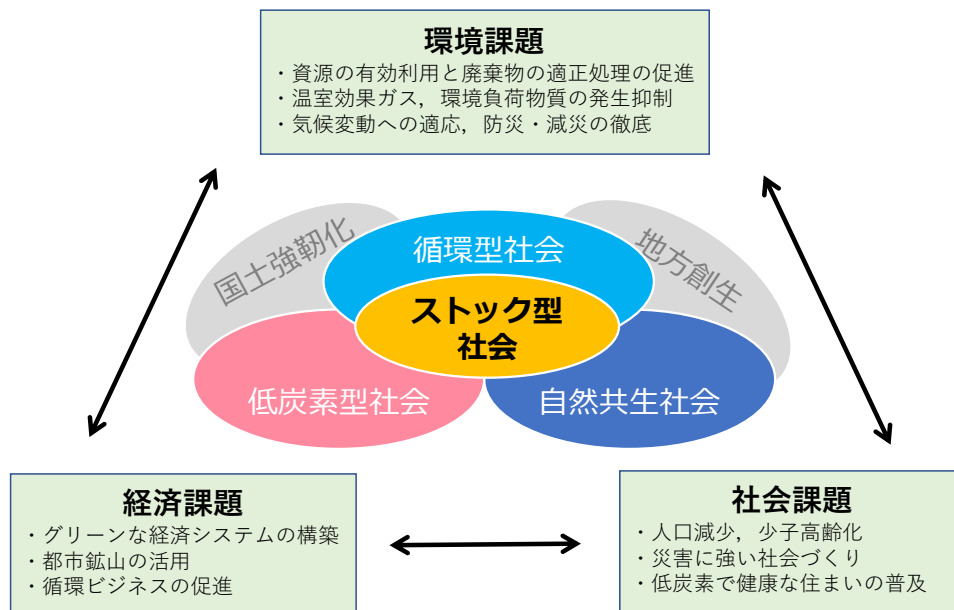 環境課題
・資源の有効利用と廃棄物の適正処理の促進
・温室効果ガス，環境負荷物質の発生抑制
・気候変動への適応，防災・減災の徹底
国土強靭化
循環型社会
地方創生
ストック型
社会
低炭素型社会
自然共生社会
経済課題
・グリーンな経済システムの構築
・都市鉱山の活用
・循環ビジネスの促進
社会課題
・人口減少，少子高齢化
・災害に強い社会づくり
・低炭素で健康な住まいの普及